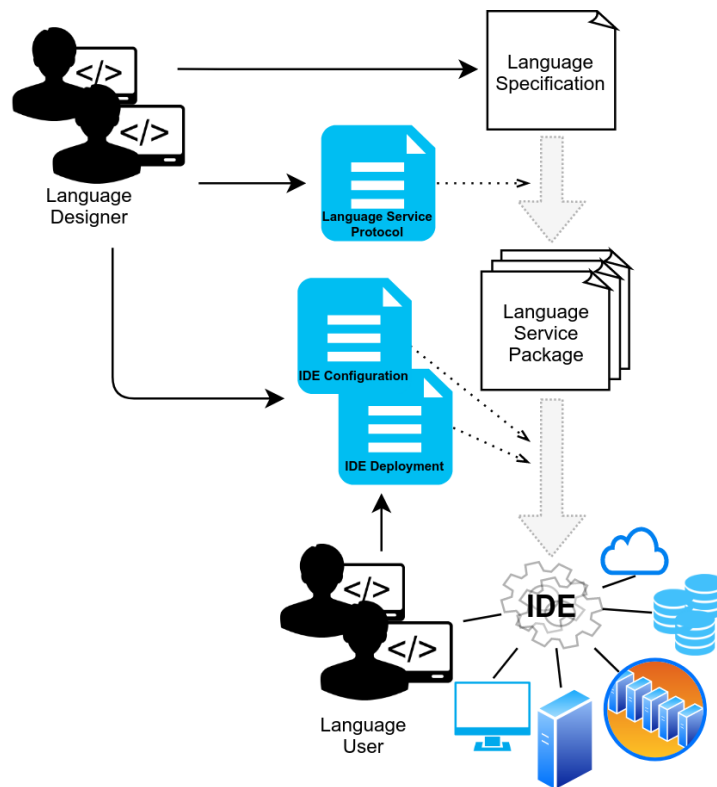 </>
</>
Language
Designer
Language
Specification
Language Service
Protocol
Language
Service
Package
IDE Configuration
IDE Deployment
IDE
</>
</>
Language
User